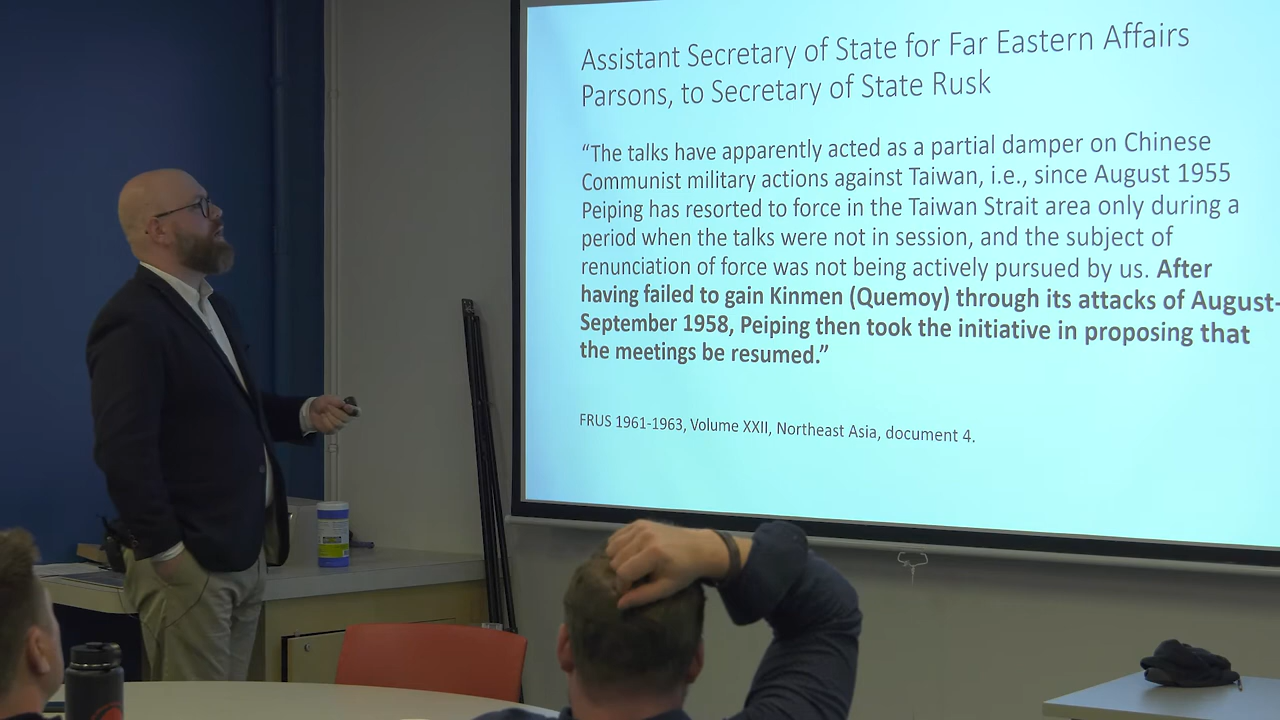 Assistant Secretary of State for Far Eastern Affairs
Parsons, to Secretary of State Rusk
“The talks have apparently acted as a partial damper on Chinese
Communist military actions against Taiwan, i.e., since August 1955
Peiping has resorted to force in the Taiwan Strait area only during a
period when the talks were not in session, and the subject of
renunciation of force was not being actively pursued by us. After
having failed to gain Kinmen (Quemoy) through its attacks of August-
September 1958, Peiping then took the initiative in proposing that
the meetings be resumed.”
FRUS 1961-1963, Volume XXII, Northeast Asia, document 4.